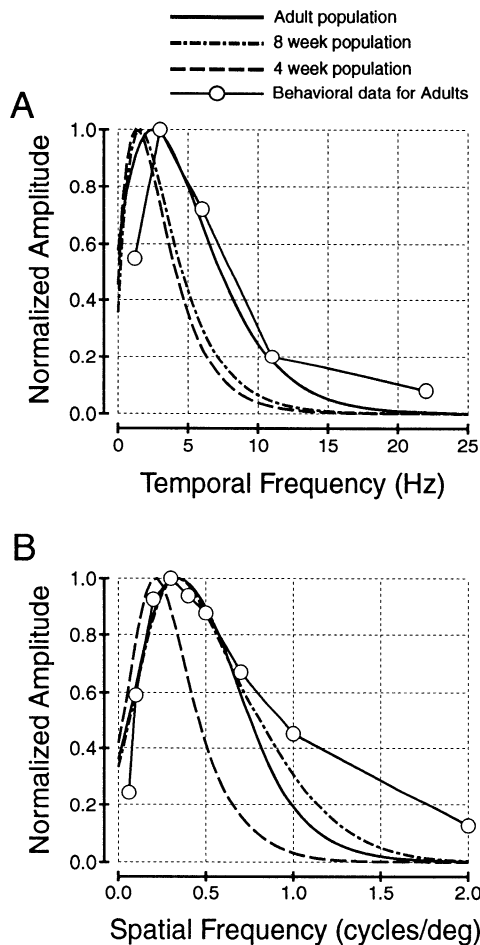 Adult population
8 week population
4 week population
Behavioral data for Adults
A
Normalized Amplitude
1.0
0.8
0.6
0.4
0.2
0.0
0 5 10 15 20 25
Temporal Frequency (Hz)
B
Normalized Amplitude
1.0
0.8
0.6
0.4
0.2
0.0
0.0 0.5 1.0 1.5 2.0
Spatial Frequency (cycles/deg)